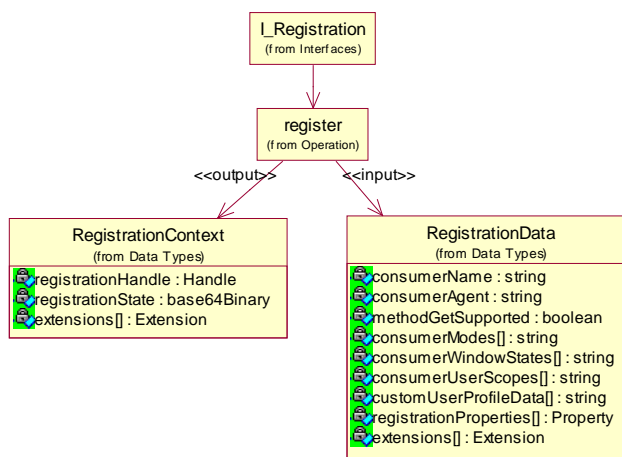 I_Registration
(from Interfaces)
register
(from Operation)
<<output>>
<<input>>
RegistrationContext
(from Data Types)
registrationHandle : Handle
registrationState : base64Binary
extensions[] : Extension
RegistrationData
(from Data Types)
consumerName : string
consumerAgent : string
methodGetSupported : boolean
consumerModes[] : string
consumerWindowStates[] : string
consumerUserScopes[] : string
customUserProfileData[] : string
registrationProperties[] : Property
extensions[] : Extension